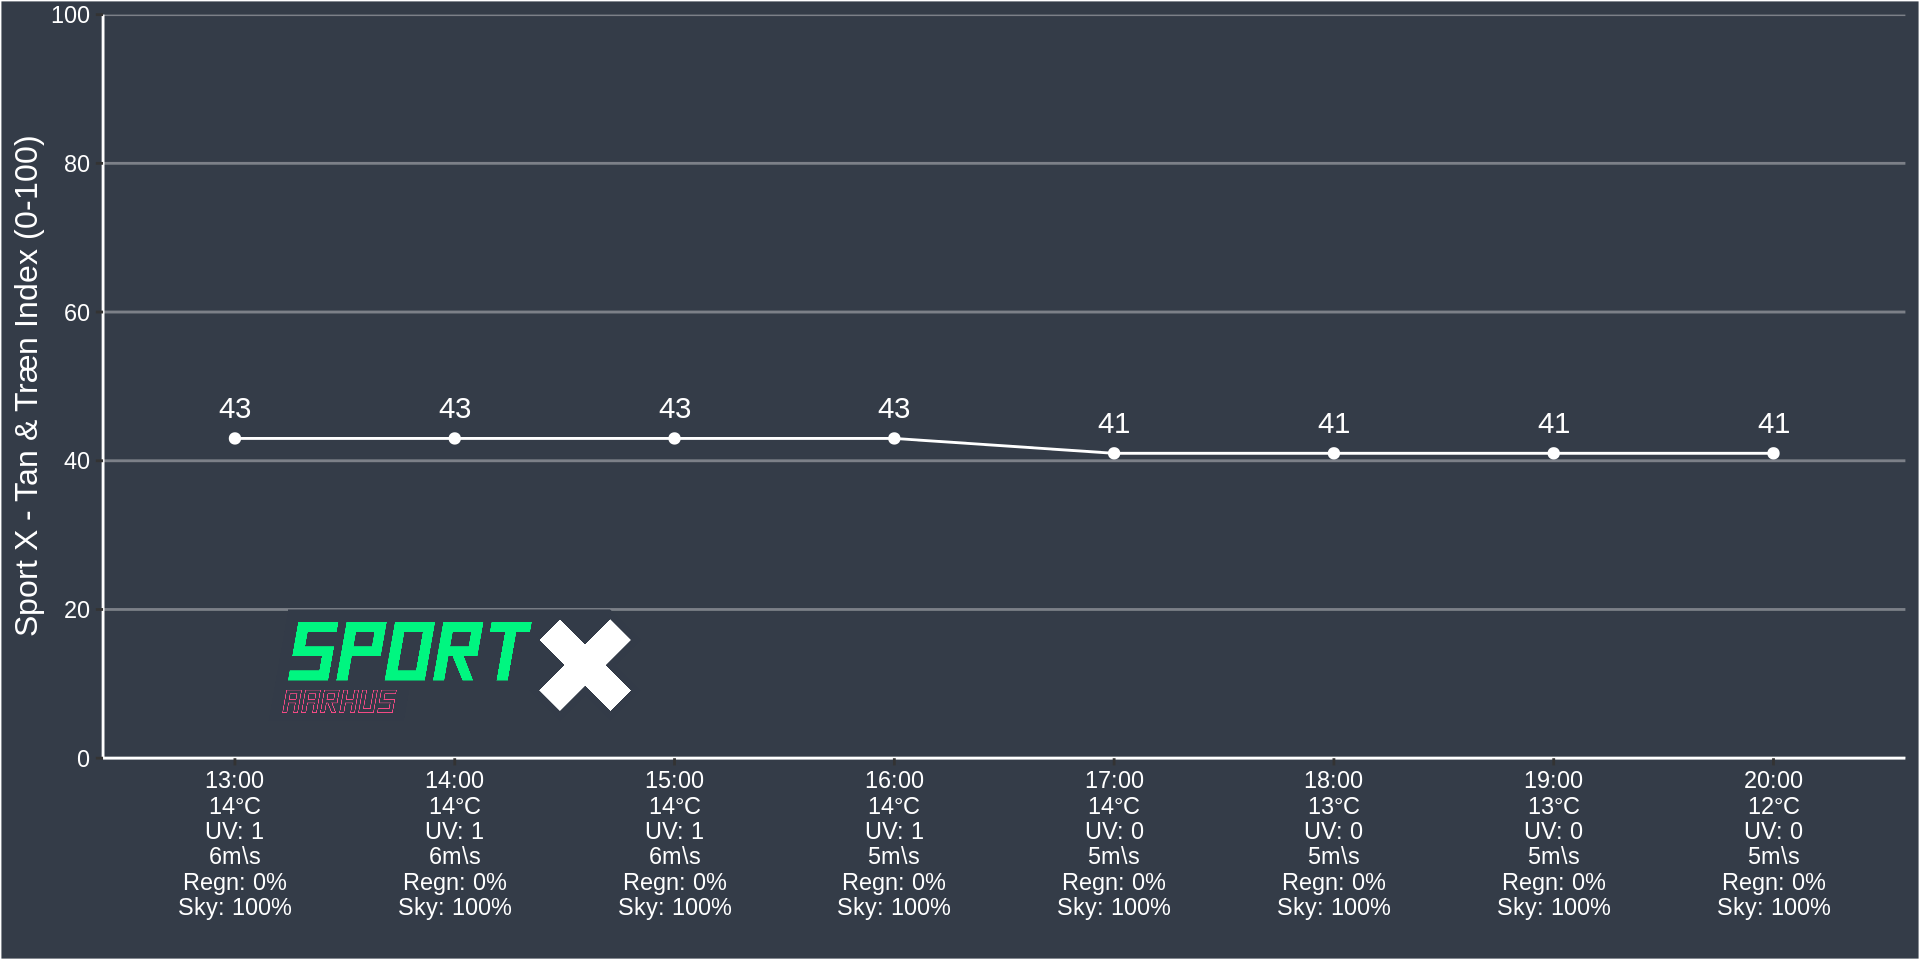 Sport X - Tan & Træn Index (0-100)
100
80
60
40
20
0
43 43 43 43 41 41 41 41
SPORT X
AARHUS
13:00 14:00 15:00 16:00 17:00 18:00 19:00 20:00
14°C 14°C 14°C 14°C 14°C 13°C 13°C 12°C
UV: 1 UV: 1 UV: 1 UV: 1 UV: 0 UV: 0 UV: 0 UV: 0
6m\s 6m\s 6m\s 5m\s 5m\s 5m\s 5m\s 5m\s
Regn: 0% Regn: 0% Regn: 0% Regn: 0% Regn: 0% Regn: 0% Regn: 0% Regn: 0%
Sky: 100% Sky: 100% Sky: 100% Sky: 100% Sky: 100% Sky: 100% Sky: 100% Sky: 100%